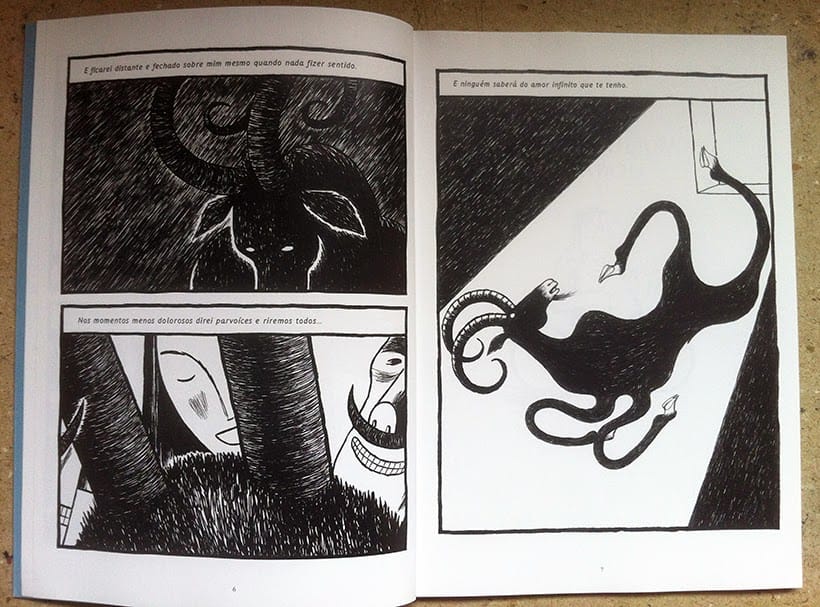 E ficarei distante e fechado sobre mim mesmo quando nada fizer sentido.
Nos momentos menos dolorosos direi parvoíces e riremos todos...
6
E ninguém saberá do amor infinito que te tenho.
7